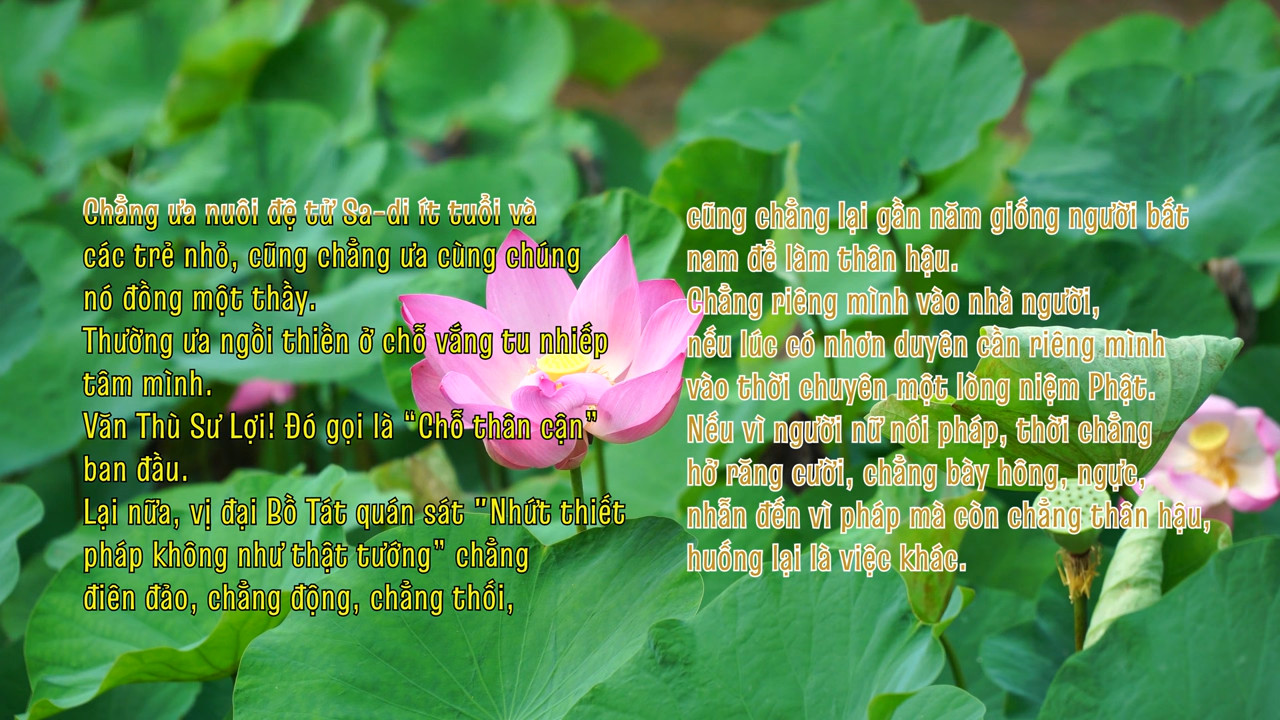 Chẳng ưa nuôi đệ tử Sa-di ít tuổi và
các trẻ nhỏ, cũng chẳng ưa cùng chúng
nó đồng một thầy.
Thường ưa ngồi thiền ở chỗ vắng tu nhiếp
tâm mình.
Văn Thù Sư Lợi! Đó gọi là “Chỗ thân cận”
ban đầu.
Lại nữa, vị đại Bồ Tát quán sát "Nhứt thiết
pháp không như thật tướng” chẳng
điên đảo, chẳng động, chẳng thối,
cũng chẳng lại gần năm giống người bất
nam để làm thân hậu.
Chẳng riêng mình vào nhà người,
nếu lúc có nhơn duyên cần riêng mình
vào thời chuyên một lòng niệm Phật.
Nếu vì người nữ nói pháp, thời chẳng
hở răng cười, chẳng bày hông, ngực,
nhẫn đến vì pháp mà còn chẳng thân hậu,
huống lại là việc khác.